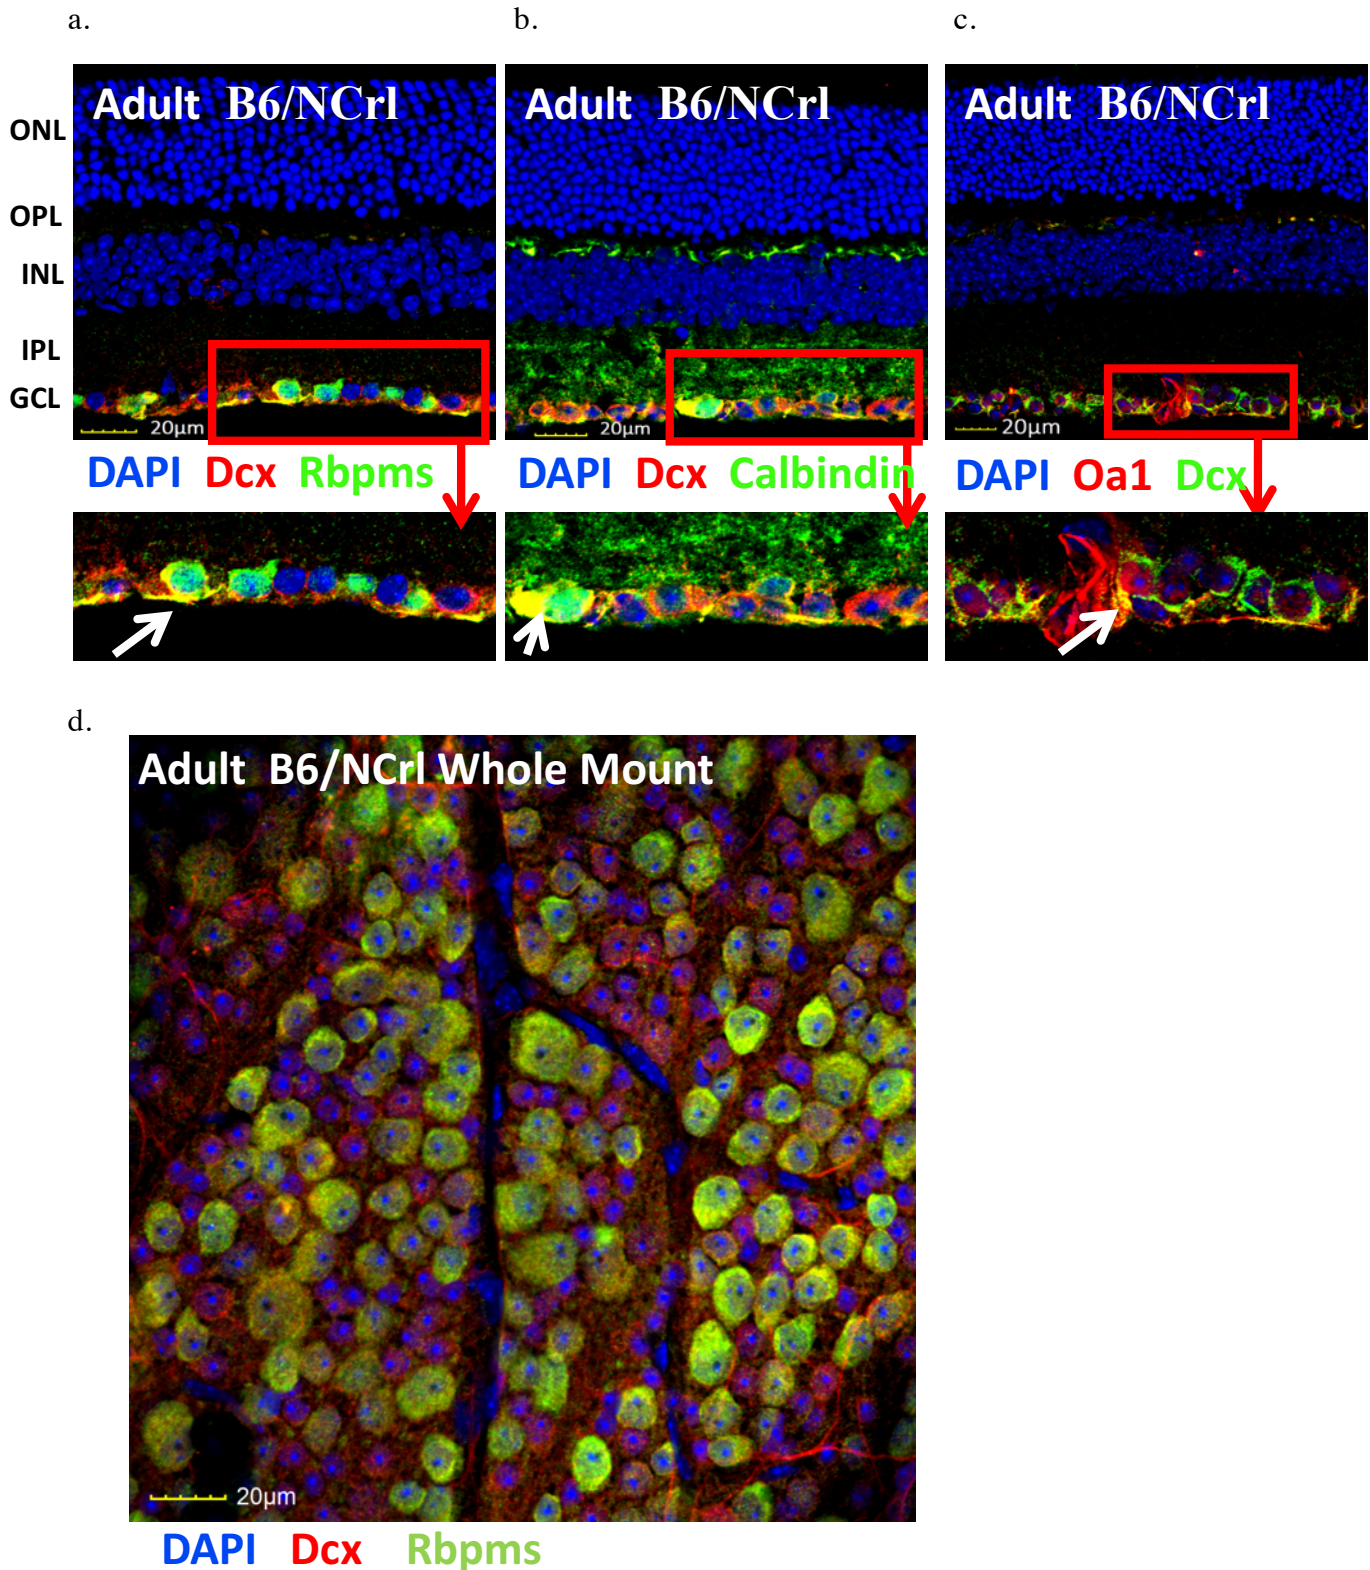 a.
b.
c.
Adult B6/NCrl
Adult B6/NCrl
Adult B6/NCrl
ONL
OPL
INL
IPL
GCL
20µm
20µm
20µm
DAPI Dcx Rbpms
DAPI Dcx Calbindin
DAPI Oa1 Dcx
d.
Adult B6/NCrl Whole Mount
20µm
DAPI Dcx Rbpms